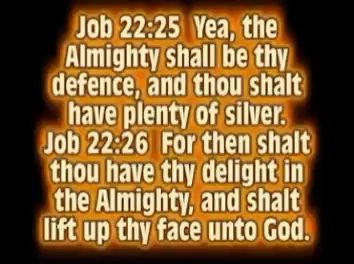 Job 22:25 Yea, the
Almighty shall be thy
defence, and thou shalt
have plenty of silver.
Job 22:26 For then shalt
thou have thy delight in
the Almighty, and shalt
lift up thy face unto God.